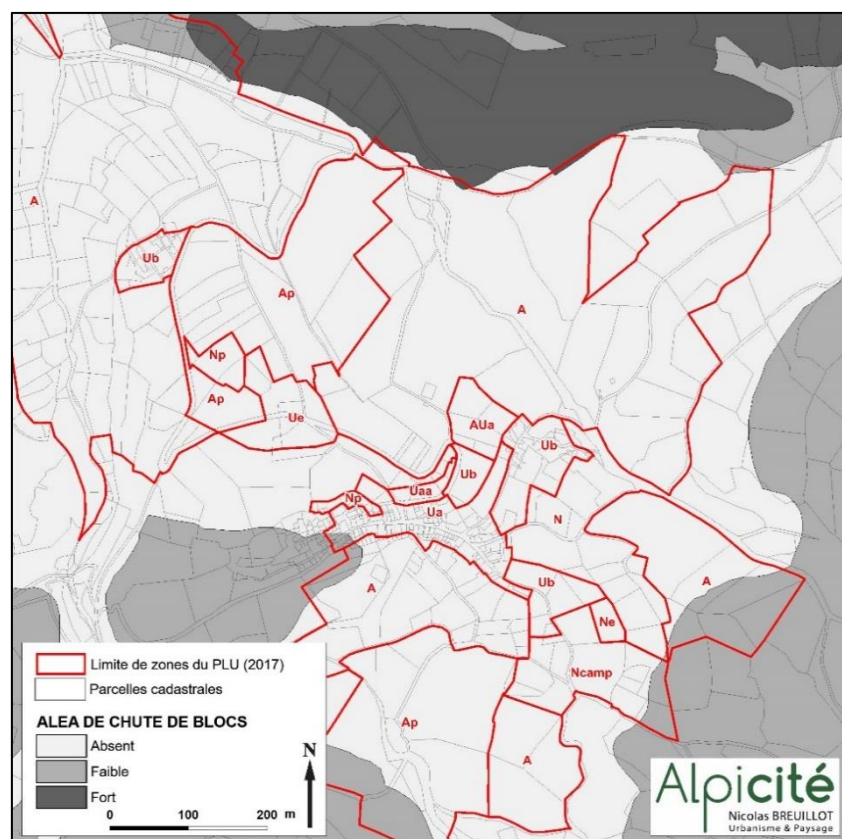 A
Ub
Ap
A
Np
Ap
Ue
AUa
Ub
Ub
Uaa
Np
Ua
N
A
Ub
A
Ne
Ncamp
Ap
A
Limite de zones du PLU (2017)
Parcelles cadastrales
ALEA DE CHUTE DE BLOCS
Absent
Faible
Fort
N
0 100 200 m
Alpicité
Nicolas BREUILLOT
Urbanisme & Paysage